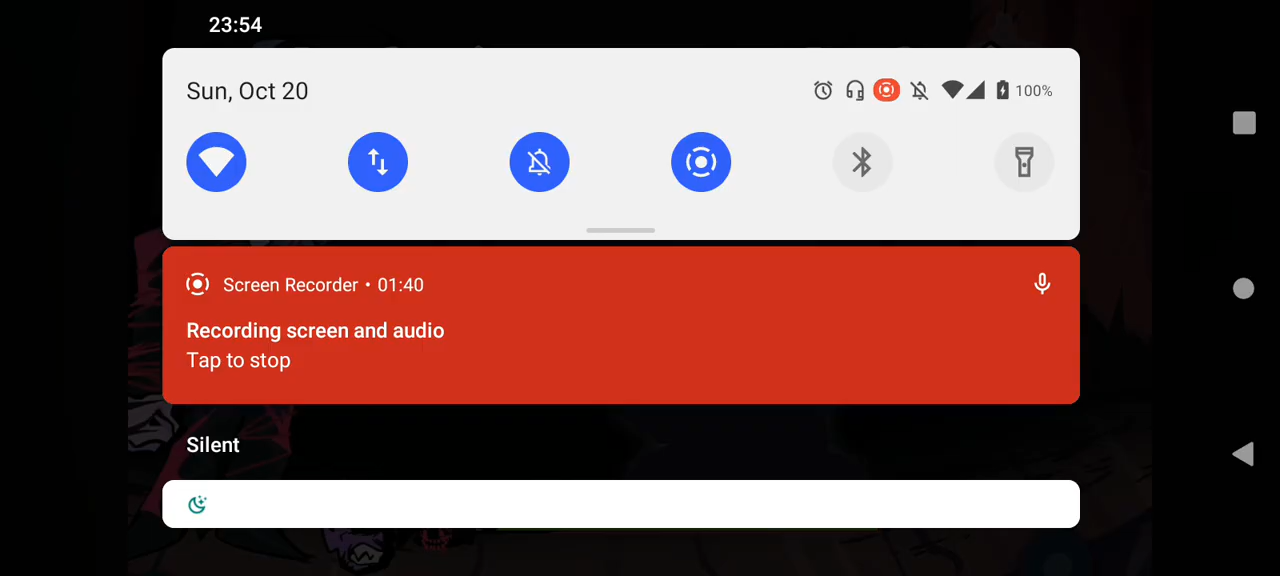 23:54
Sun, Oct 20
100%
Screen Recorder • 01:40
Recording screen and audio
Tap to stop
Silent